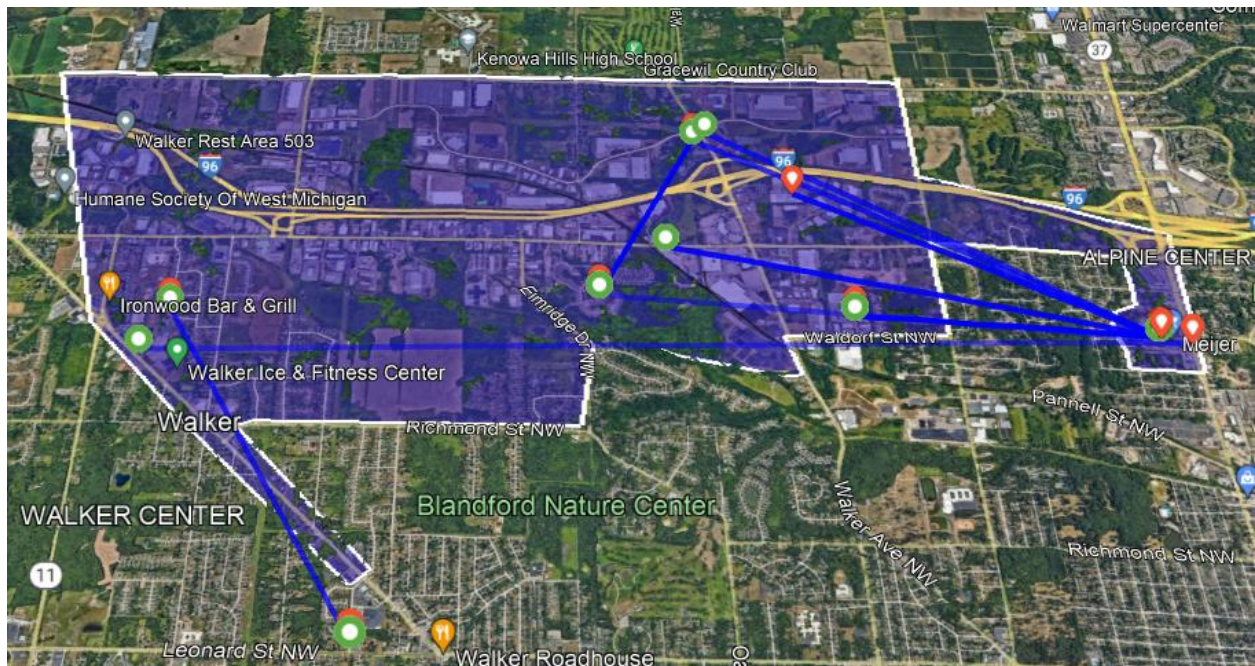 Walmart Supercenter
37
Kenowa Hills High School
Gracewil Country Club
Walker Rest Area 503
96
96
Humane Society Of West Michigan
96
ALPINE CENTER
Ironwood Bar & Grill
Elmridge Dr NW
Waldorf St NW
Meijer
Walker Ice & Fitness Center
Walker
Richmond St NW
Pannell St NW
Blandford Nature Center
WALKER CENTER
Walker Ave NW
Richmond St NW
11
Leonard St NW
Walker Roadhouse